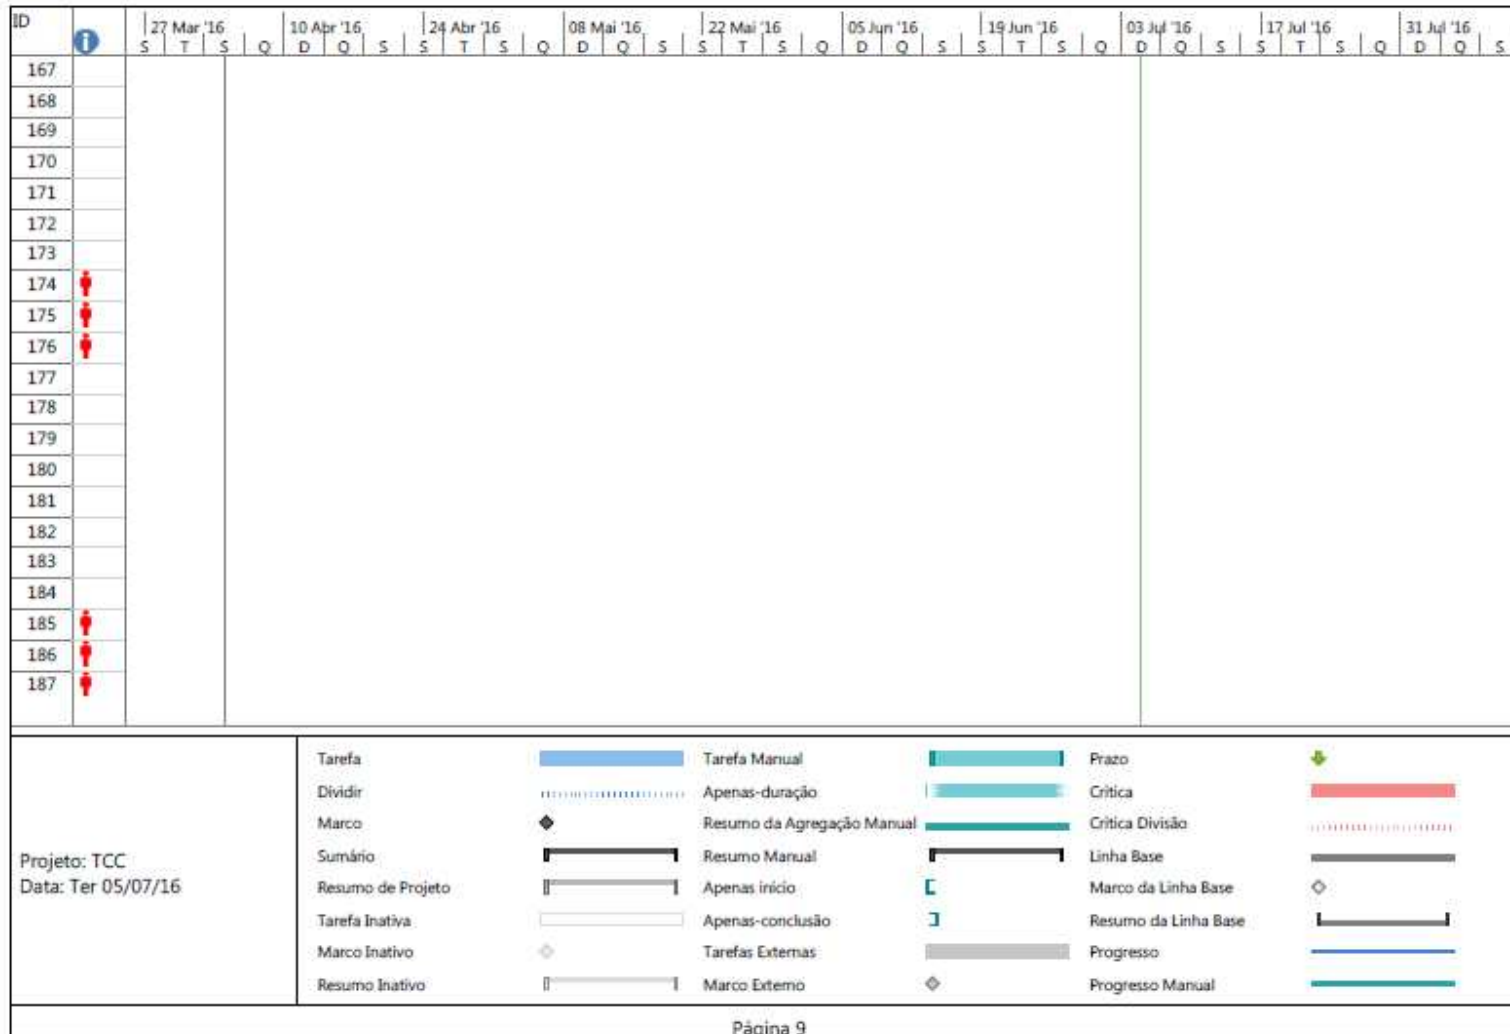 ID
27 Mar '16 10 Abr '16 24 Abr '16 08 Mai '16 22 Mai '16 05 Jun '16 19 Jun '16 03 Jul '16 17 Jul '16 31 Jul '16
i S T S Q D Q S S T S Q D Q S S T S Q D Q S S T S Q D Q S S T S Q D Q S
167
168
169
170
171
172
173
174
175
176
177
178
179
180
181
182
183
184
185
186
187
Projeto: TCC
Data: Ter 05/07/16
Tarefa
Dividir
Marco
Sumário
Resumo de Projeto
Tarefa Inativa
Marco Inativo
Resumo Inativo
Tarefa Manual
Apenas-duração
Resumo da Agregação Manual
Resumo Manual
Apenas início
Apenas-conclusão
Tarefas Externas
Marco Externo
Prazo
Crítica
Crítica Divisão
Linha Base
Marco da Linha Base
Resumo da Linha Base
Progresso
Progresso Manual
Página 9